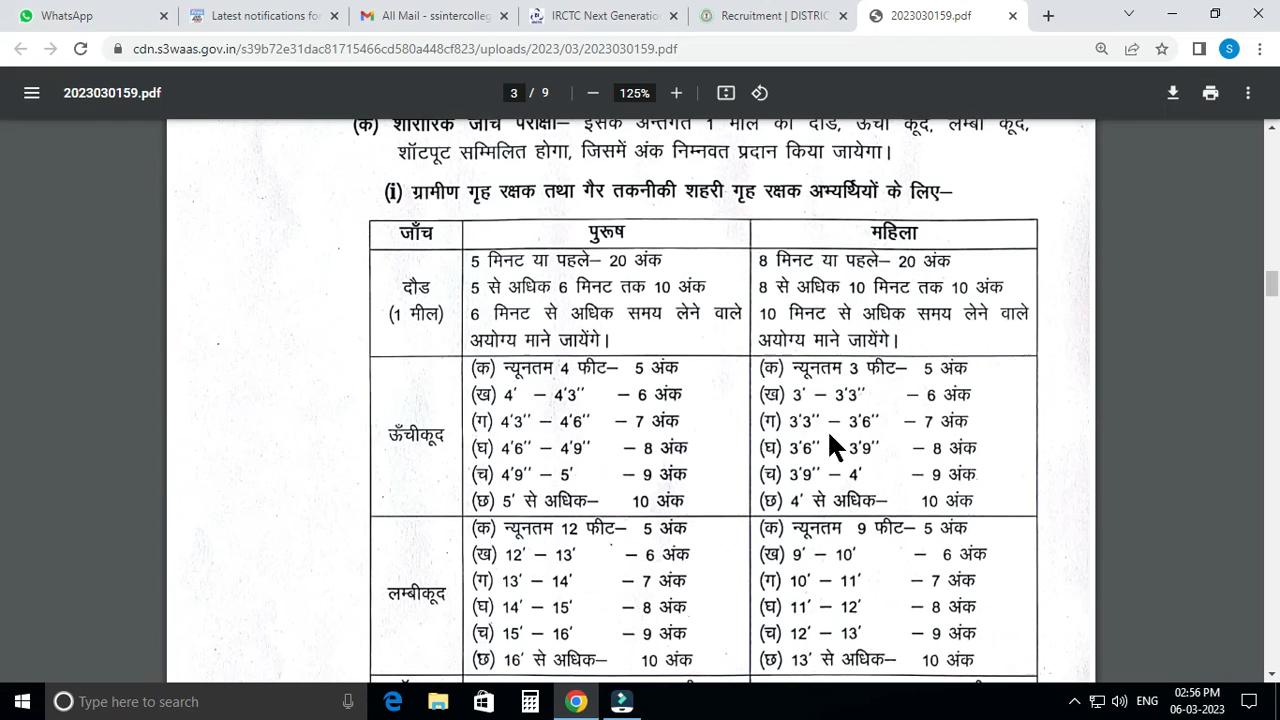 WhatsApp
Latest notifications fo
All Mail - ssintercolleg
IRCTC Next Generatio
Recruitment | DISTRIC
2023030159.pdf
cdn.s3waas.gov.in/s39b72e31dac81715466cd580a448cf823/uploads/2023/03/2023030159.pdf
S
2023030159.pdf
3 / 9
125%
(क) शारीरिक जाँच परीक्षा– इसके अन्तर्गत 1 मील की दौड़, ऊँची कूद, लम्बी कूद,
शॉटपूट सम्मिलित होगा, जिसमें अंक निम्नवत प्रदान किया जायेगा।
(i) ग्रामीण गृह रक्षक तथा गैर तकनीकी शहरी गृह रक्षक अभ्यर्थियों के लिए–
जाँच पुरूष महिला
दौड
(1 मील)
5 मिनट या पहले– 20 अंक
5 से अधिक 6 मिनट तक 10 अंक
6 मिनट से अधिक समय लेने वाले
अयोग्य माने जायेंगे।
8 मिनट या पहले– 20 अंक
8 से अधिक 10 मिनट तक 10 अंक
10 मिनट से अधिक समय लेने वाले
अयोग्य माने जायेंगे।
ऊँचीकूद
(क) न्यूनतम 4 फीट– 5 अंक
(ख) 4' – 4'3'' – 6 अंक
(ग) 4'3'' – 4'6'' – 7 अंक
(घ) 4'6'' – 4'9'' – 8 अंक
(च) 4'9'' – 5' – 9 अंक
(छ) 5' से अधिक– 10 अंक
(क) न्यूनतम 3 फीट– 5 अंक
(ख) 3' – 3'3'' – 6 अंक
(ग) 3'3'' – 3'6'' – 7 अंक
(घ) 3'6'' 3'9'' – 8 अंक
(च) 3'9'' – 4' – 9 अंक
(छ) 4' से अधिक– 10 अंक
लम्बीकूद
(क) न्यूनतम 12 फीट– 5 अंक
(ख) 12' – 13' – 6 अंक
(ग) 13' – 14' – 7 अंक
(घ) 14' – 15' – 8 अंक
(च) 15' – 16' – 9 अंक
(छ) 16' से अधिक– 10 अंक
(क) न्यूनतम 9 फीट– 5 अंक
(ख) 9' – 10' – 6 अंक
(ग) 10' – 11' – 7 अंक
(घ) 11' – 12' – 8 अंक
(च) 12' – 13' – 9 अंक
(छ) 13' से अधिक– 10 अंक
Type here to search
ENG
02:56 PM
06-03-2023